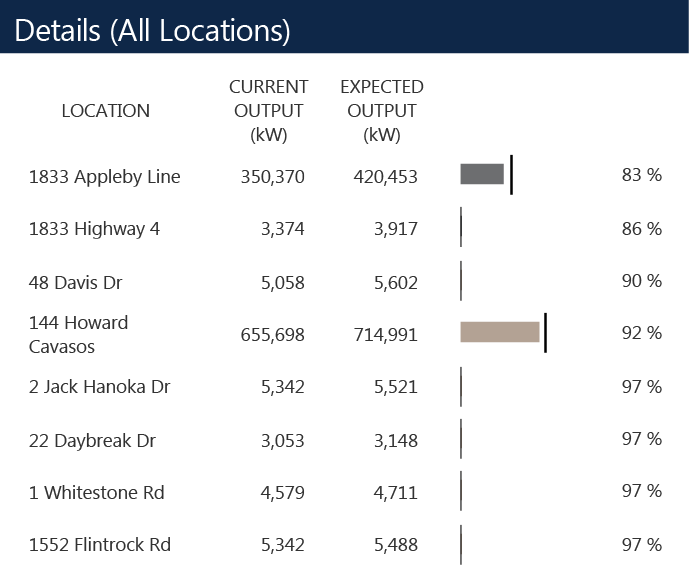 Details (All Locations)
LOCATION CURRENT OUTPUT (kW) EXPECTED OUTPUT (kW)
1833 Appleby Line 350,370 420,453 83 %
1833 Highway 4 3,374 3,917 86 %
48 Davis Dr 5,058 5,602 90 %
144 Howard Cavasos 655,698 714,991 92 %
2 Jack Hanoka Dr 5,342 5,521 97 %
22 Daybreak Dr 3,053 3,148 97 %
1 Whitestone Rd 4,579 4,711 97 %
1552 Flintrock Rd 5,342 5,488 97 %